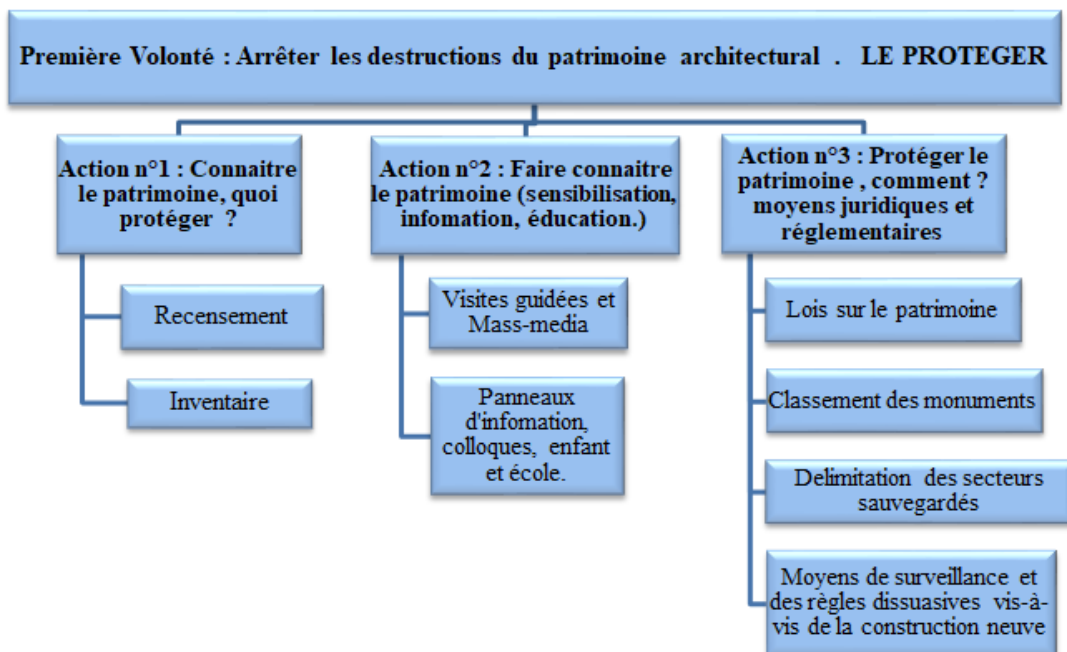 Première Volonté : Arrêter les destructions du patrimoine architectural . LE PROTEGER
Action n°1 : Connaitre
le patrimoine, quoi
protéger ?
Recensement
Inventaire
Action n°2 : Faire connaitre
le patrimoine (sensibilisation,
infomation, éducation.)
Visites guidées et
Mass-media
Panneaux
d'infomation,
colloques, enfant
et école.
Action n°3 : Protéger le
patrimoine , comment ?
moyens juridiques et
réglementaires
Lois sur le patrimoine
Classement des monuments
Delimitation des secteurs
sauvegardés
Moyens de surveillance et
des règles dissuasives vis-à-
vis de la construction neuve